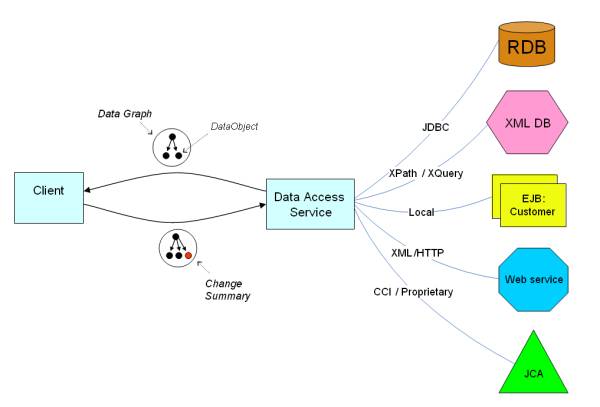 RDB
Data Graph
DataObject
JDBC
XML DB
XPath / XQuery
Client
Data Access
Service
Local
EJB:
Customer
XML/HTTP
Web service
Change
Summary
CCI / Proprietary
JCA